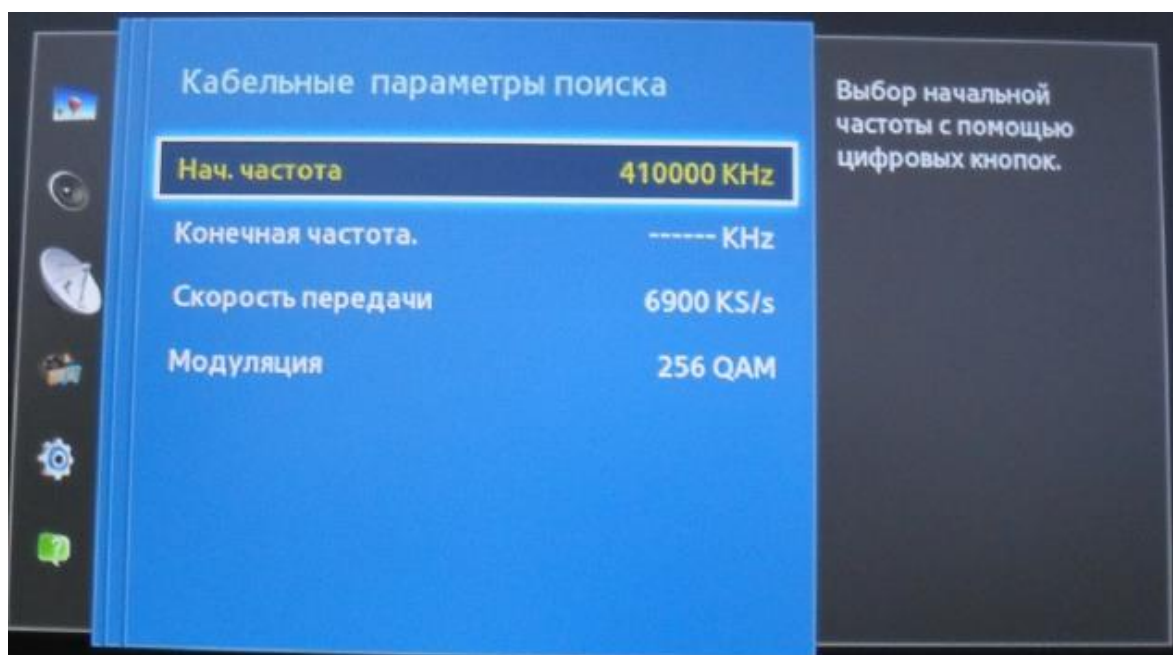 Кабельные параметры поиска
Нач. частота 410000 KHz
Конечная частота. ------ KHz
Скорость передачи 6900 KS/s
Модуляция 256 QAM
Выбор начальной
частоты с помощью
цифровых кнопок.